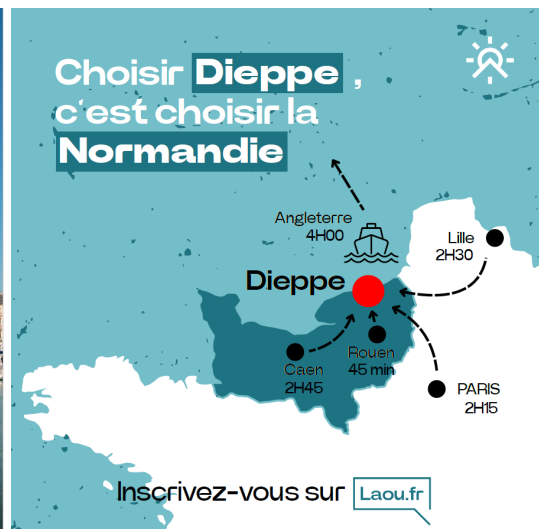 Choisir Dieppe ,
c'est choisir la
Normandie
Angleterre
4H00
Lille
2H30
Dieppe
Caen
2H45
Rouen
45 min
PARIS
2H15
Inscrivez-vous sur Laou.fr